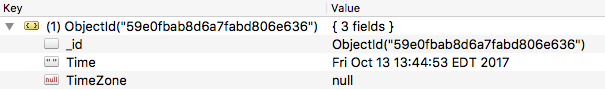 Key Value
(1) ObjectId("59e0fbab8d6a7fabd806e636") { 3 fields }
_id ObjectId("59e0fbab8d6a7fabd806e636")
Time Fri Oct 13 13:44:53 EDT 2017
TimeZone null